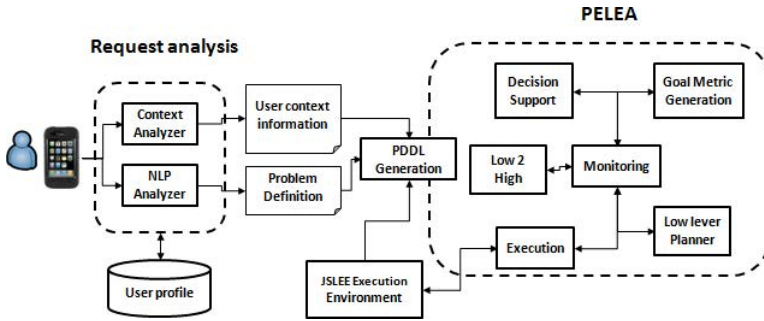 PELEA
Request analysis
Decision
Support
Goal Metric
Generation
Context
Analyzer
User context
information
PDDL
Generation
Low 2
High
Monitoring
NLP
Analyzer
Problem
Definition
Low lever
Planner
Execution
JSLEE Execution
Environment
User profile